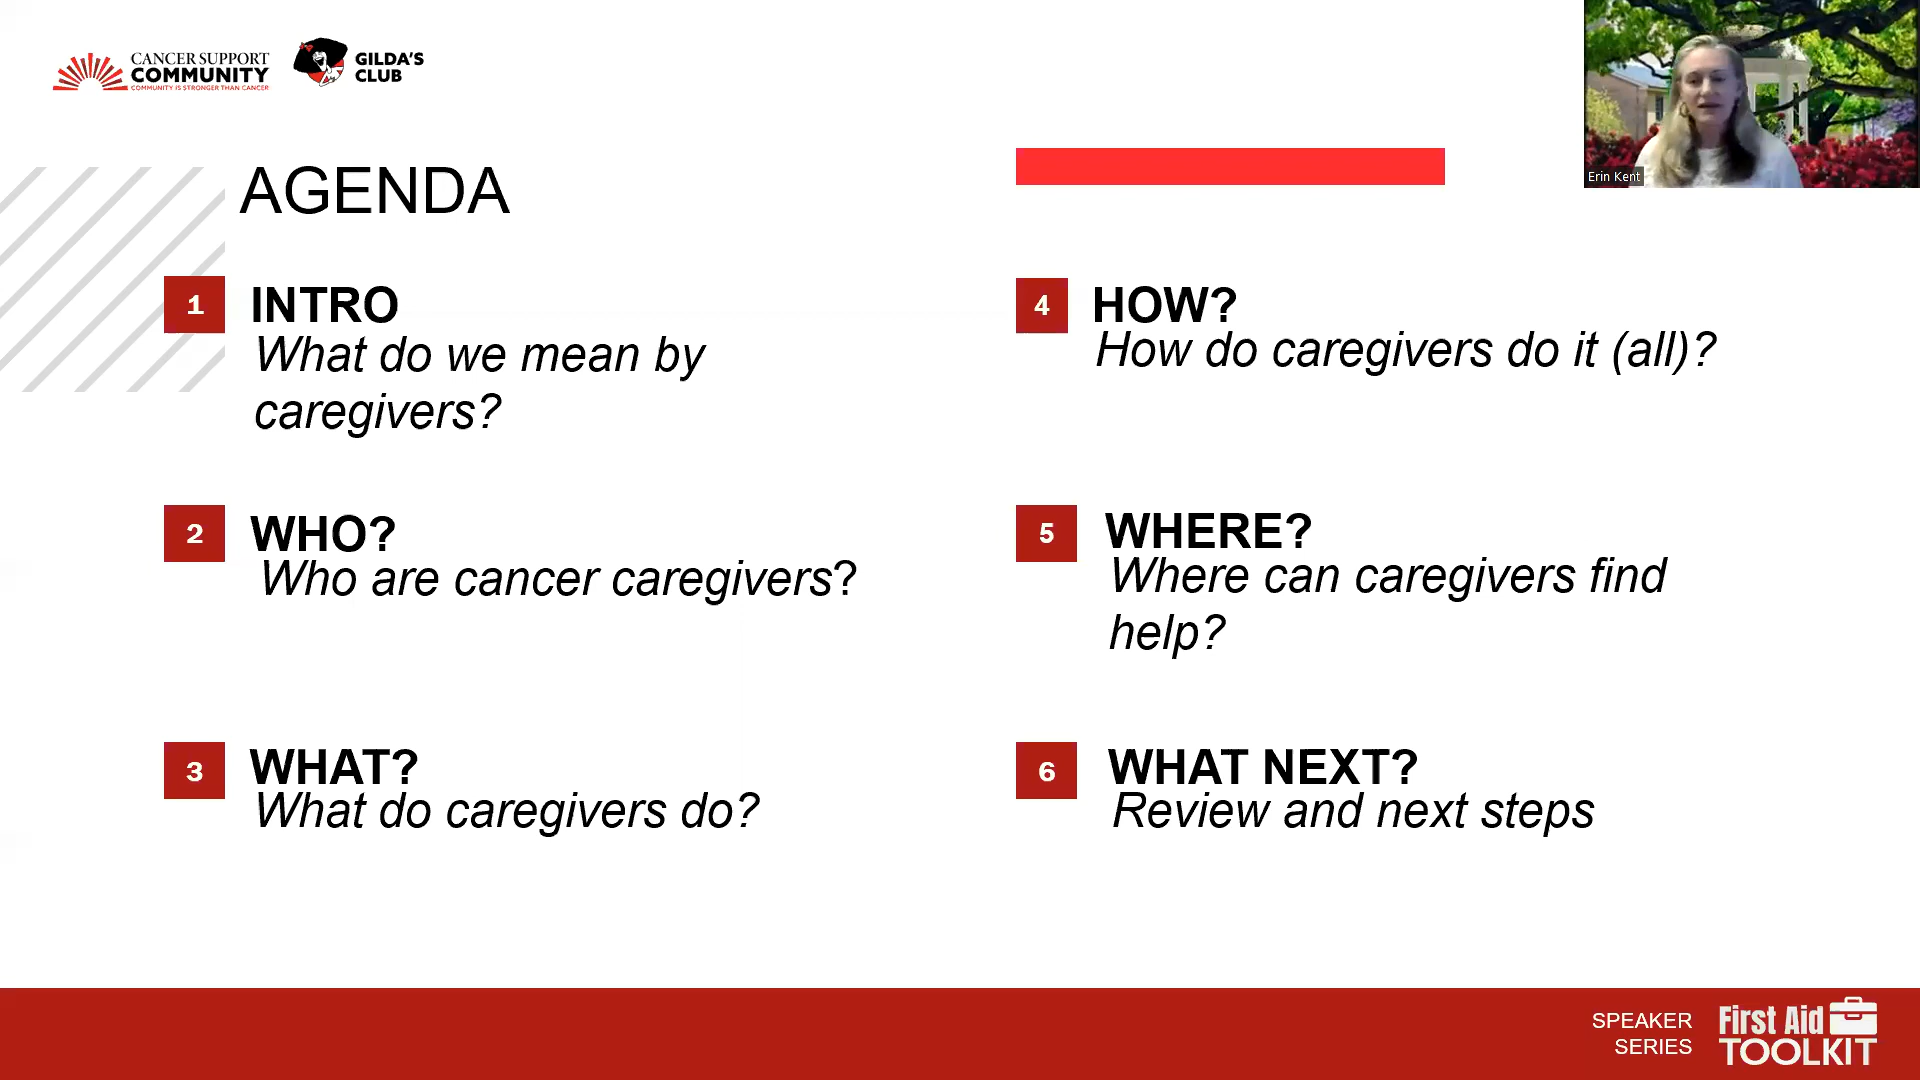 CANCER SUPPORT
COMMUNITY
COMMUNITY IS STRONGER THAN CANCER
GILDA'S
CLUB
Erin Kent
AGENDA
1
INTRO
What do we mean by
caregivers?
2
WHO?
Who are cancer caregivers?
3
WHAT?
What do caregivers do?
4
HOW?
How do caregivers do it (all)?
5
WHERE?
Where can caregivers find
help?
6
WHAT NEXT?
Review and next steps
SPEAKER
SERIES
First Aid
TOOLKIT